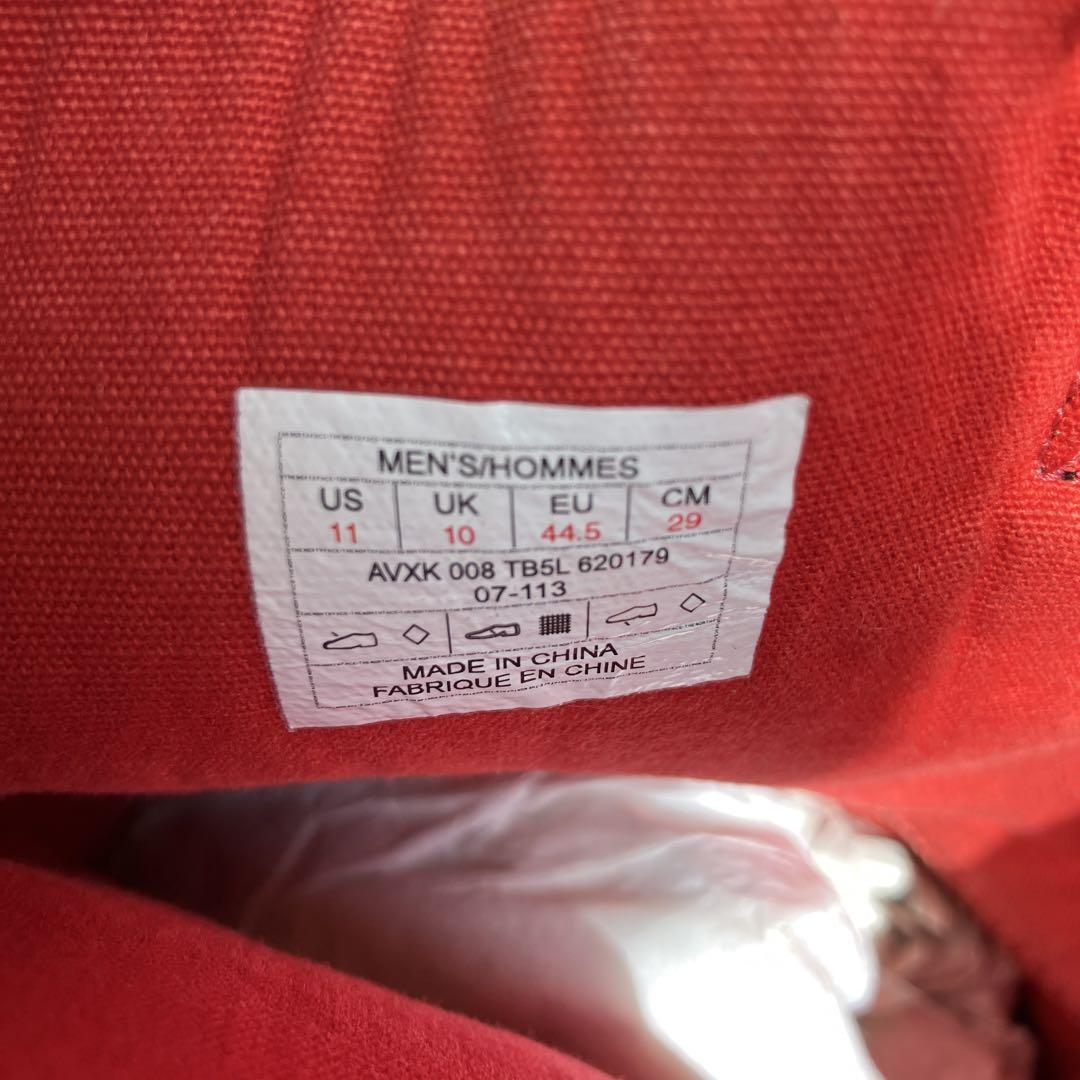 MEN'S/HOMMES
US UK EU CM
11 10 44.5 29
AVXK 008 TB5L 620179
07-113
MADE IN CHINA
FABRIQUE EN CHINE